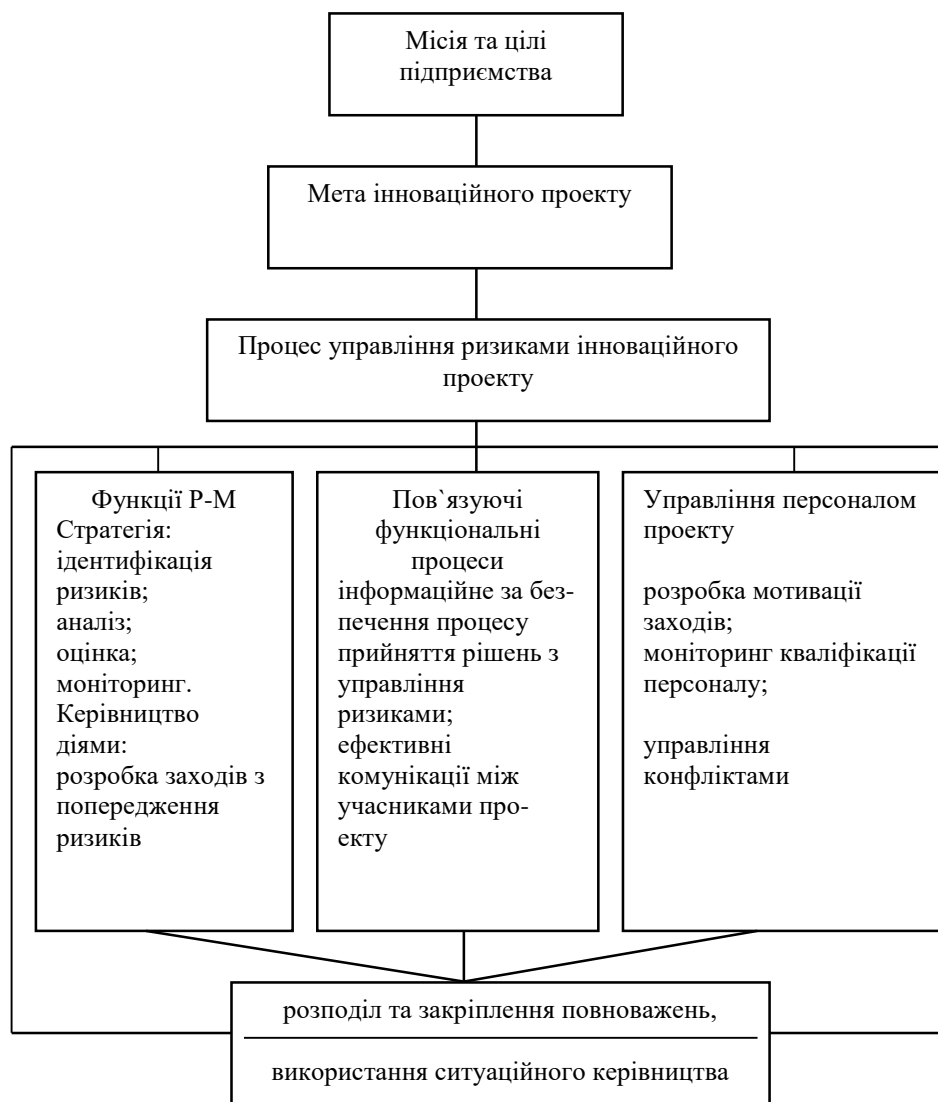 Місія та цілі
підприємства
Мета інноваційного проекту
Процес управління ризиками інноваційного
проекту
Функції Р-М
Стратегія:
ідентифікація
ризиків;
аналіз;
оцінка;
моніторинг.
Керівництво
діями:
розробка заходів з
попередження
ризиків
Пов`язуючі
функціональні
процеси
інформаційне за без-
печення процесу
прийняття рішень з
управління
ризиками;
ефективні
комунікації між
учасниками про-
екту
Управління персоналом
проекту
розробка мотивації
заходів;
моніторинг кваліфікації
персоналу;
управління
конфліктами
розподіл та закріплення повноважень,
використання ситуаційного керівництва